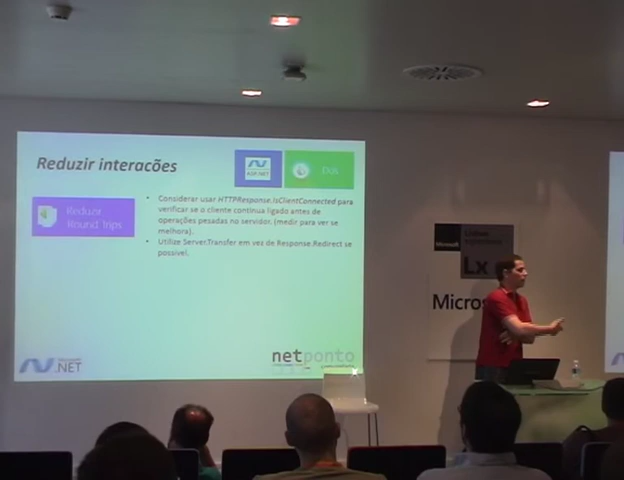 Reduzir interacões
ASP.NET
Reduzir
Round Trips
• Considerar usar HTTPResponse.IsClientConnected para
verificar se o cliente continua ligado antes de
operações pesadas no servidor. (medir para ver se
melhora).
• Utilize Server.Transfer em vez de Response.Redirect se
possível.
Microsoft
.NET
netponto
Microsoft
Lisboa
Lx
Micros